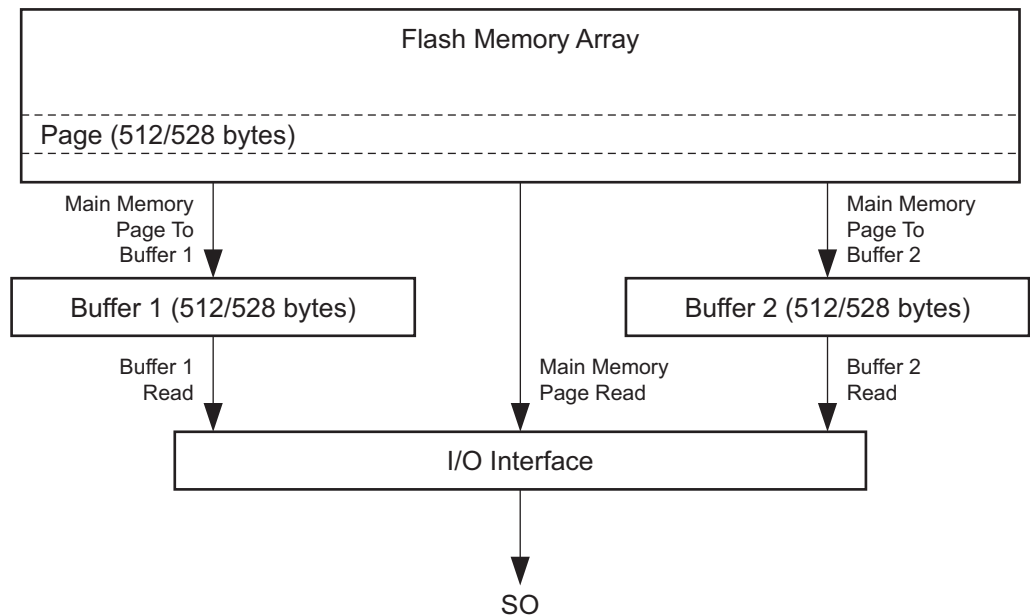 Flash Memory Array
Page (512/528 bytes)
Main Memory
Page To
Buffer 1
Main Memory
Page To
Buffer 2
Buffer 1 (512/528 bytes)
Buffer 2 (512/528 bytes)
Buffer 1
Read
Main Memory
Page Read
Buffer 2
Read
I/O Interface
SO